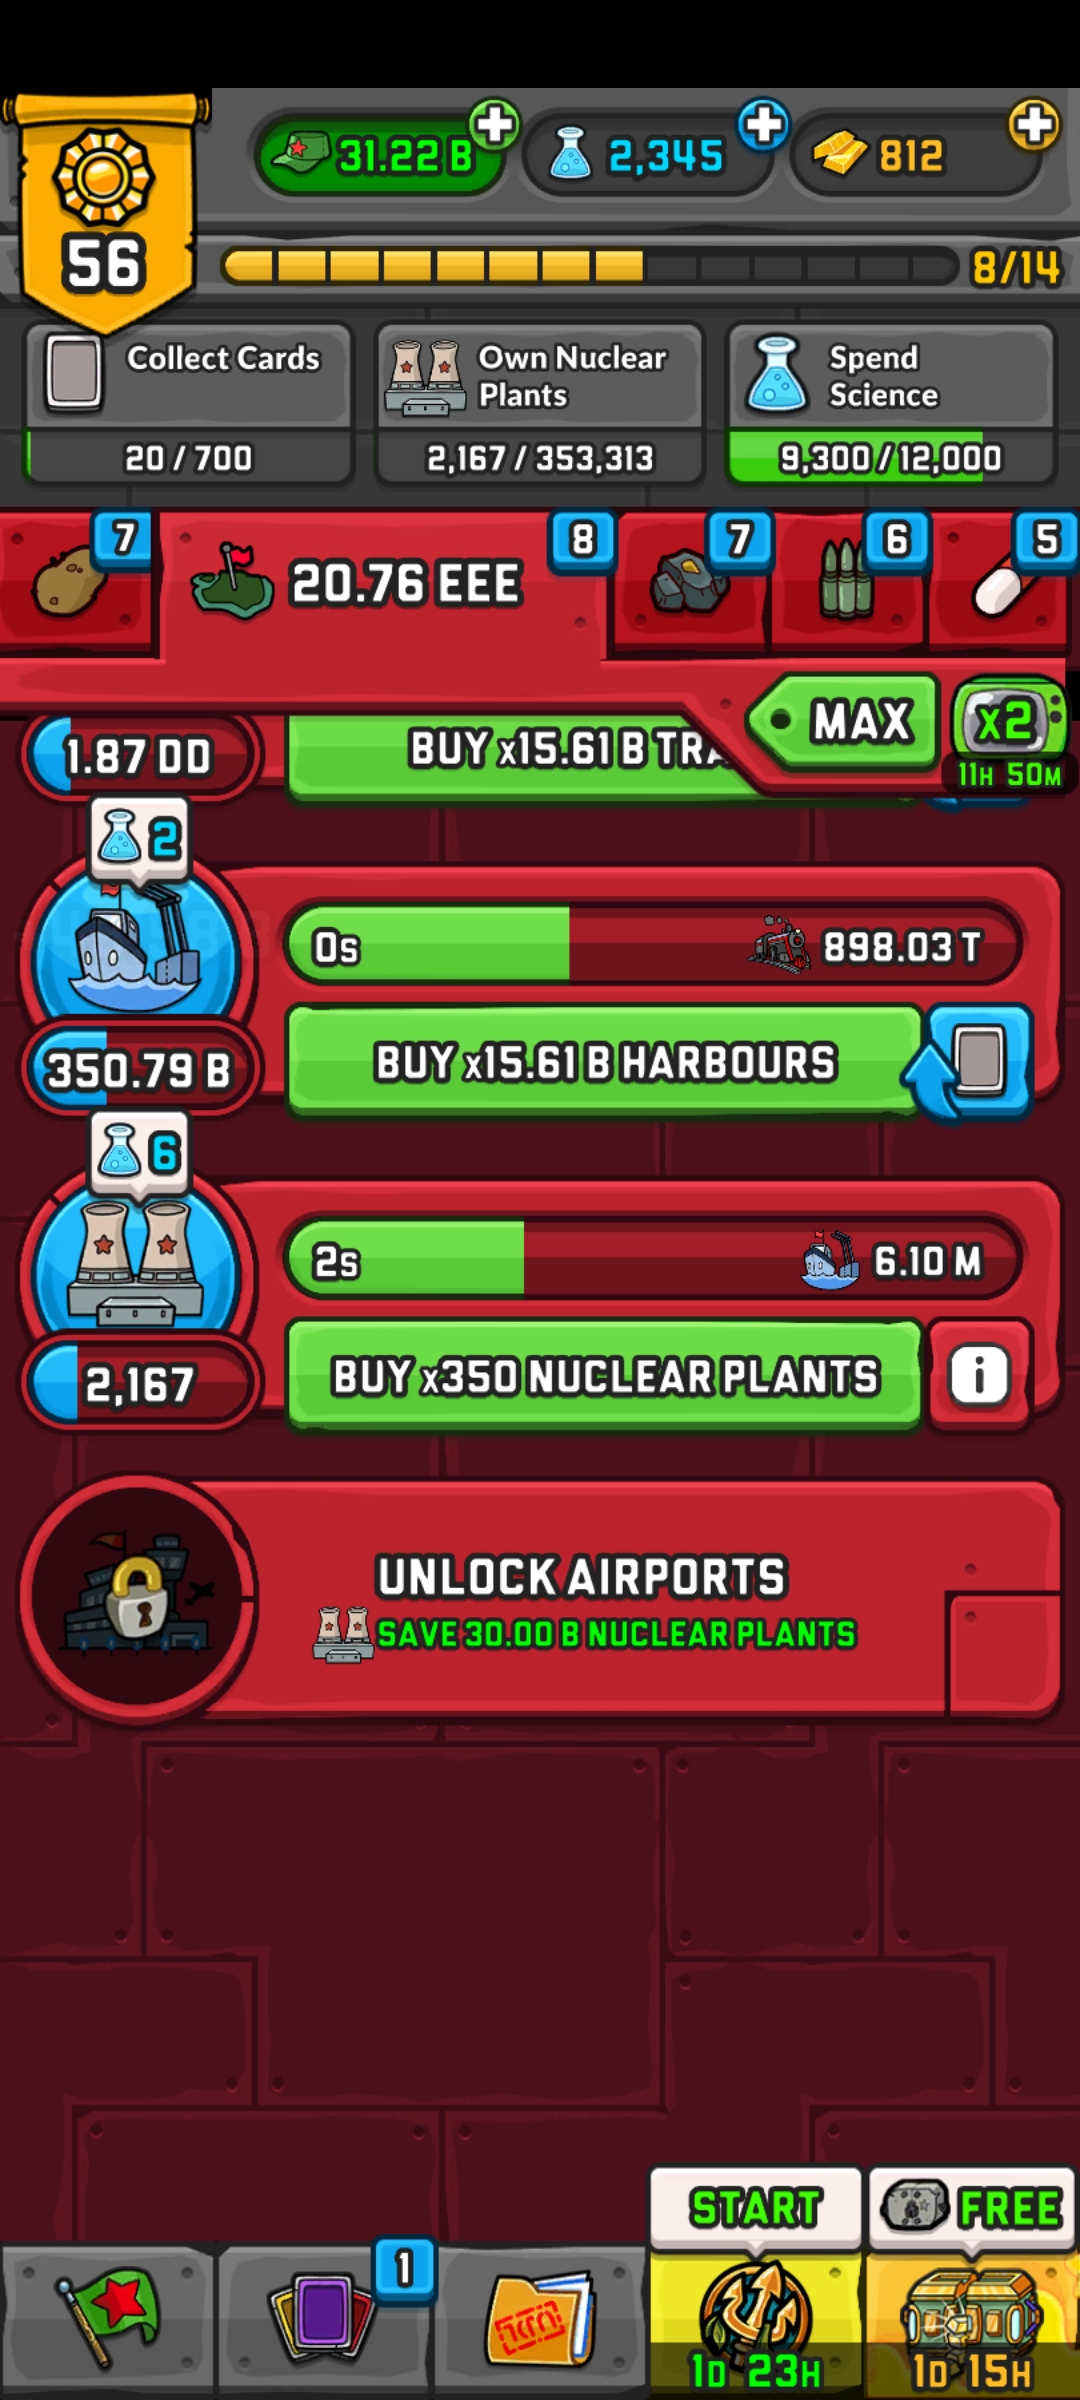 31.22 B
2,345
812
56
8/14
Collect Cards
20/700
Own Nuclear
Plants
2,167/353,313
Spend
Science
9,300/12,000
7
20.76 EEE
8
7
6
5
MAX
x2
11H 50M
1.87 DD
BUY x15.61 B TRA
2
0s
898.03 T
350.79 B
BUY x15.61 B HARBOURS
6
2s
6.10 M
2,167
BUY x350 NUCLEAR PLANTS
i
UNLOCK AIRPORTS
SAVE 30.00 B NUCLEAR PLANTS
START
FREE
1
1D 23H
1D 15H